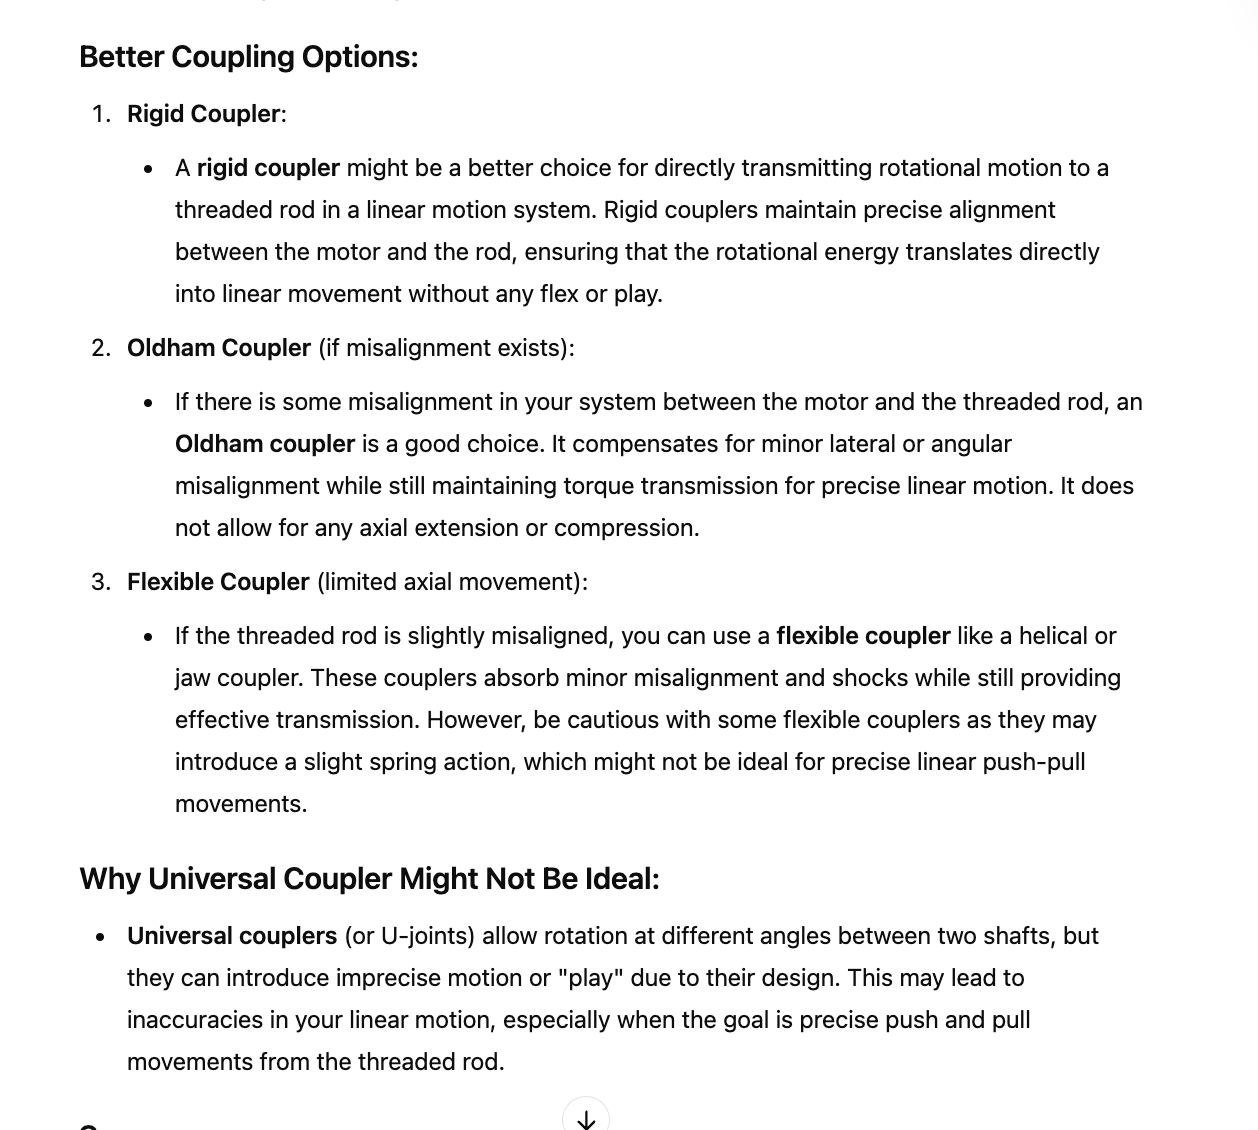 Better Coupling Options:
1. Rigid Coupler:
• A rigid coupler might be a better choice for directly transmitting rotational motion to a
threaded rod in a linear motion system. Rigid couplers maintain precise alignment
between the motor and the rod, ensuring that the rotational energy translates directly
into linear movement without any flex or play.
2. Oldham Coupler (if misalignment exists):
• If there is some misalignment in your system between the motor and the threaded rod, an
Oldham coupler is a good choice. It compensates for minor lateral or angular
misalignment while still maintaining torque transmission for precise linear motion. It does
not allow for any axial extension or compression.
3. Flexible Coupler (limited axial movement):
• If the threaded rod is slightly misaligned, you can use a flexible coupler like a helical or
jaw coupler. These couplers absorb minor misalignment and shocks while still providing
effective transmission. However, be cautious with some flexible couplers as they may
introduce a slight spring action, which might not be ideal for precise linear push-pull
movements.
Why Universal Coupler Might Not Be Ideal:
• Universal couplers (or U-joints) allow rotation at different angles between two shafts, but
they can introduce imprecise motion or "play" due to their design. This may lead to
inaccuracies in your linear motion, especially when the goal is precise push and pull
movements from the threaded rod.